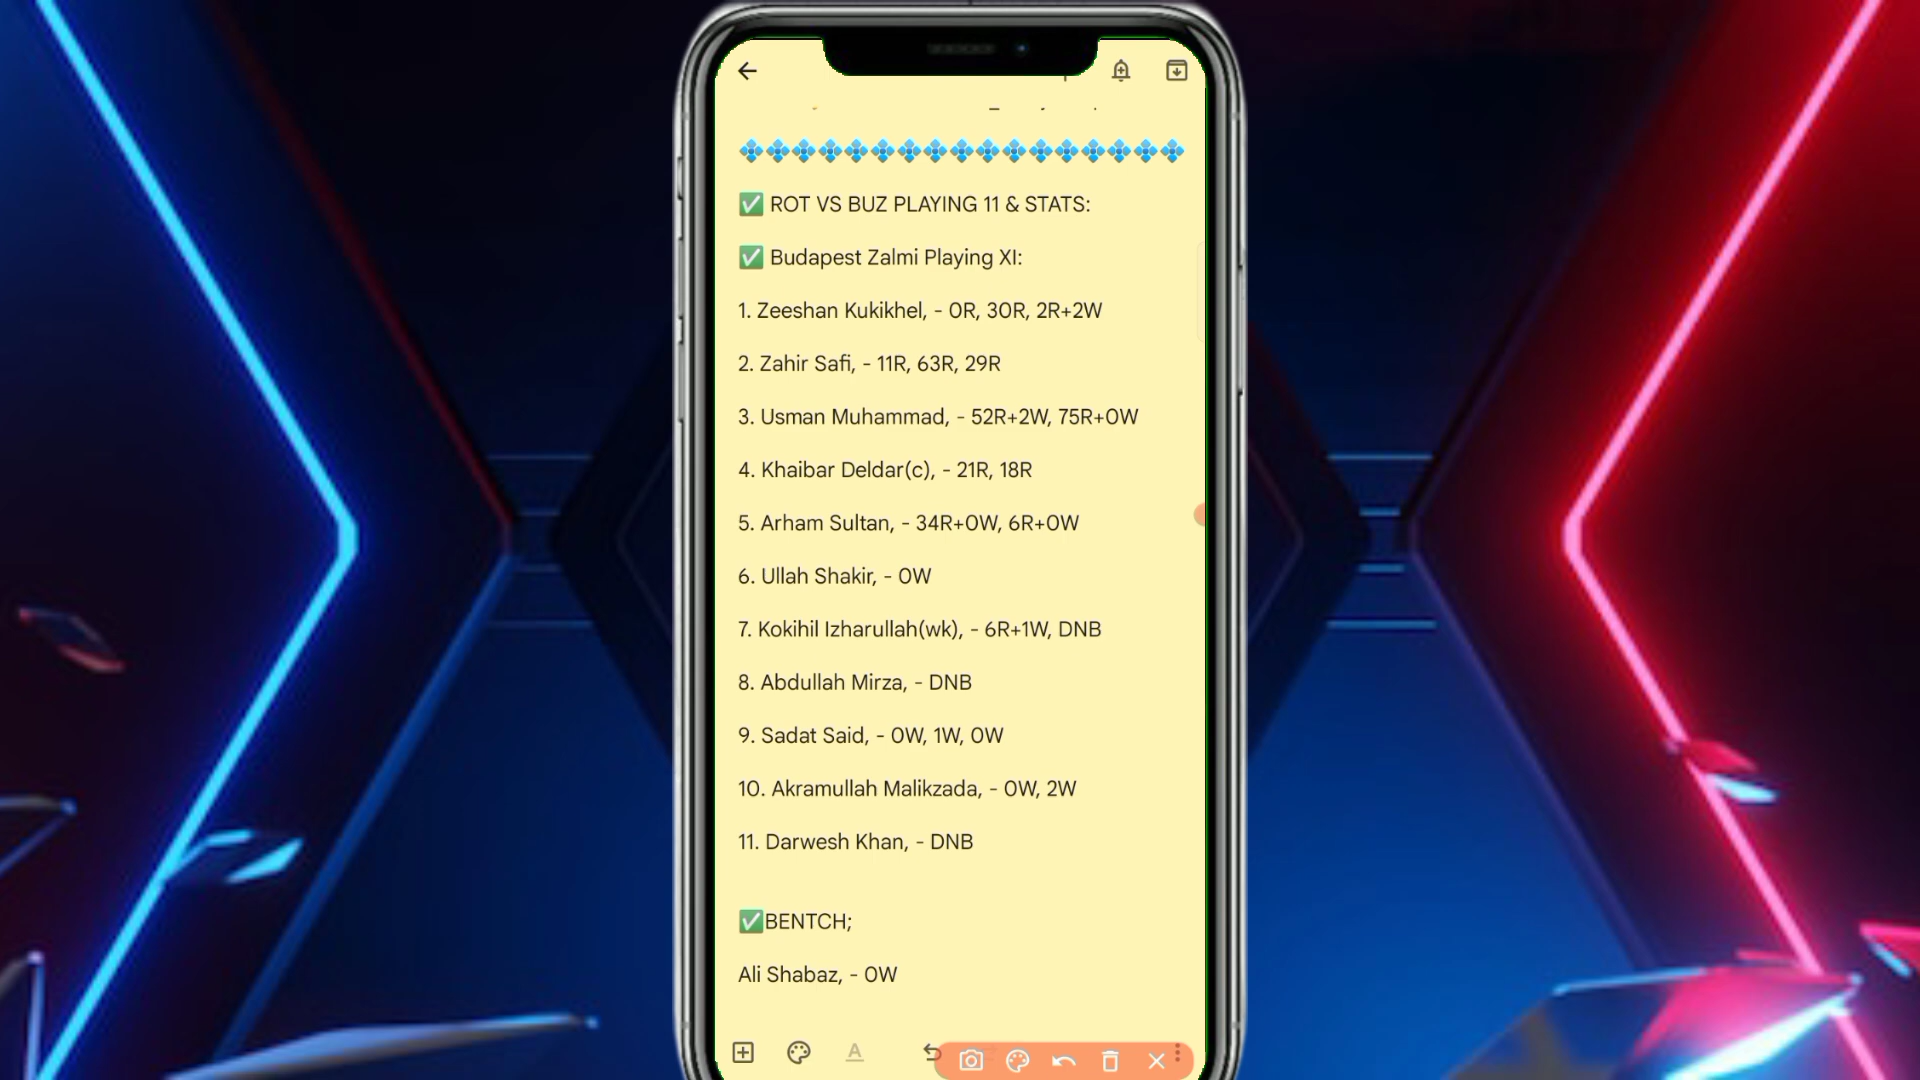 ✅ ROT VS BUZ PLAYING 11 & STATS:
✅ Budapest Zalmi Playing XI:
1. Zeeshan Kukikhel, - 0R, 30R, 2R+2W
2. Zahir Safi, - 11R, 63R, 29R
3. Usman Muhammad, - 52R+2W, 75R+0W
4. Khaibar Deldar(c), - 21R, 18R
5. Arham Sultan, - 34R+0W, 6R+0W
6. Ullah Shakir, - 0W
7. Kokihil Izharullah(wk), - 6R+1W, DNB
8. Abdullah Mirza, - DNB
9. Sadat Said, - 0W, 1W, 0W
10. Akramullah Malikzada, - 0W, 2W
11. Darwesh Khan, - DNB
✅BENTCH;
Ali Shabaz, - 0W